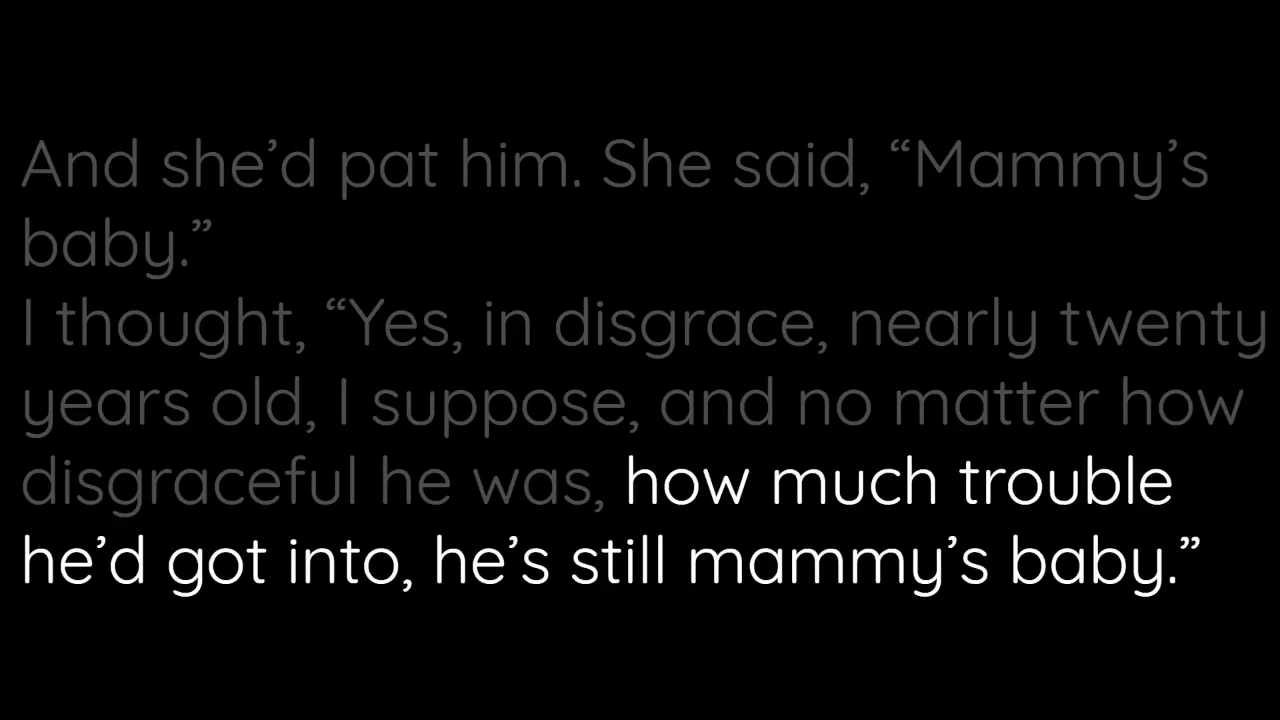 And she’d pat him. She said, “Mammy’s
baby.”
I thought, “Yes, in disgrace, nearly twenty
years old, I suppose, and no matter how
disgraceful he was, how much trouble
he’d got into, he’s still mammy’s baby.”